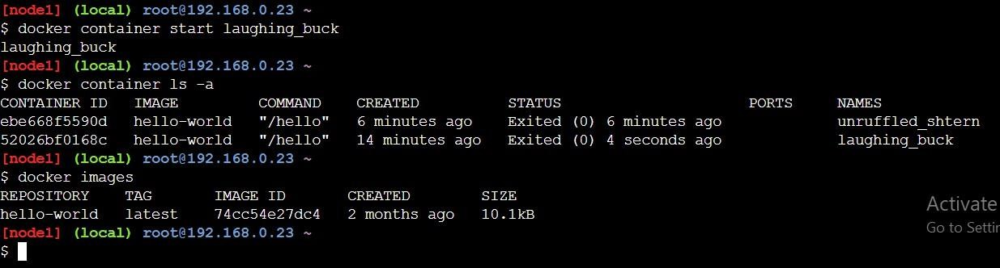 [node1] (local) root@192.168.0.23 ~
$ docker container start laughing_buck
laughing_buck
[node1] (local) root@192.168.0.23 ~
$ docker container ls -a
CONTAINER ID   IMAGE         COMMAND    CREATED          STATUS                     PORTS     NAMES
ebe668f5590d   hello-world   "/hello"   6 minutes ago    Exited (0) 6 minutes ago             unruffled_shtern
52026bf0168c   hello-world   "/hello"   14 minutes ago   Exited (0) 4 seconds ago             laughing_buck
[node1] (local) root@192.168.0.23 ~
$ docker images
REPOSITORY    TAG       IMAGE ID       CREATED        SIZE
hello-world   latest    74cc54e27dc4   2 months ago   10.1kB
[node1] (local) root@192.168.0.23 ~
$
Activate
Go to Settin